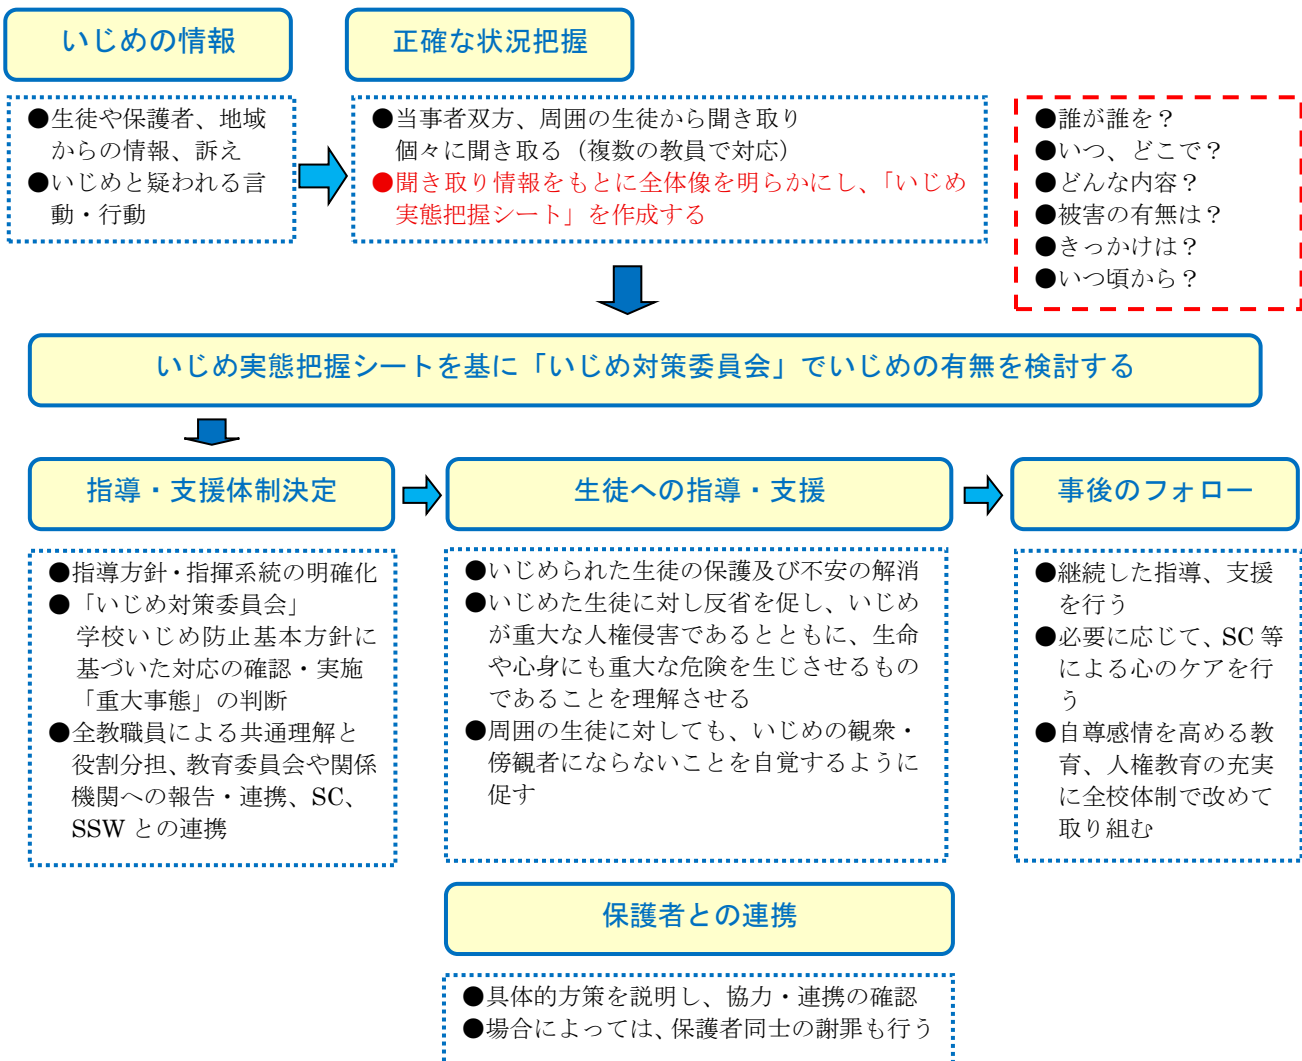 いじめの情報
●生徒や保護者、地域
からの情報、訴え
●いじめと疑われる言
動・行動
正確な状況把握
●当事者双方、周囲の生徒から聞き取り
個々に聞き取る（複数の教員で対応）
●聞き取り情報をもとに全体像を明らかにし、「いじめ
実態把握シート」を作成する
●誰が誰を？
●いつ、どこで？
●どんな内容？
●被害の有無は？
●きっかけは？
●いつ頃から？
いじめ実態把握シートを基に「いじめ対策委員会」でいじめの有無を検討する
指導・支援体制決定
●指導方針・指揮系統の明確化
●「いじめ対策委員会」
学校いじめ防止基本方針に
基づいた対応の確認・実施
「重大事態」の判断
●全教職員による共通理解と
役割分担、教育委員会や関係
機関への報告・連携、SC、
SSW との連携
生徒への指導・支援
●いじめられた生徒の保護及び不安の解消
●いじめた生徒に対し反省を促し、いじめ
が重大な人権侵害であるとともに、生命
や心身にも重大な危険を生じさせるもの
であることを理解させる
●周囲の生徒に対しても、いじめの観衆・
傍観者にならないことを自覚するように
促す
事後のフォロー
●継続した指導、支援
を行う
●必要に応じて、SC 等
による心のケアを行
う
●自尊感情を高める教
育、人権教育の充実
に全校体制で改めて
取り組む
保護者との連携
●具体的方策を説明し、協力・連携の確認
●場合によっては、保護者同士の謝罪も行う